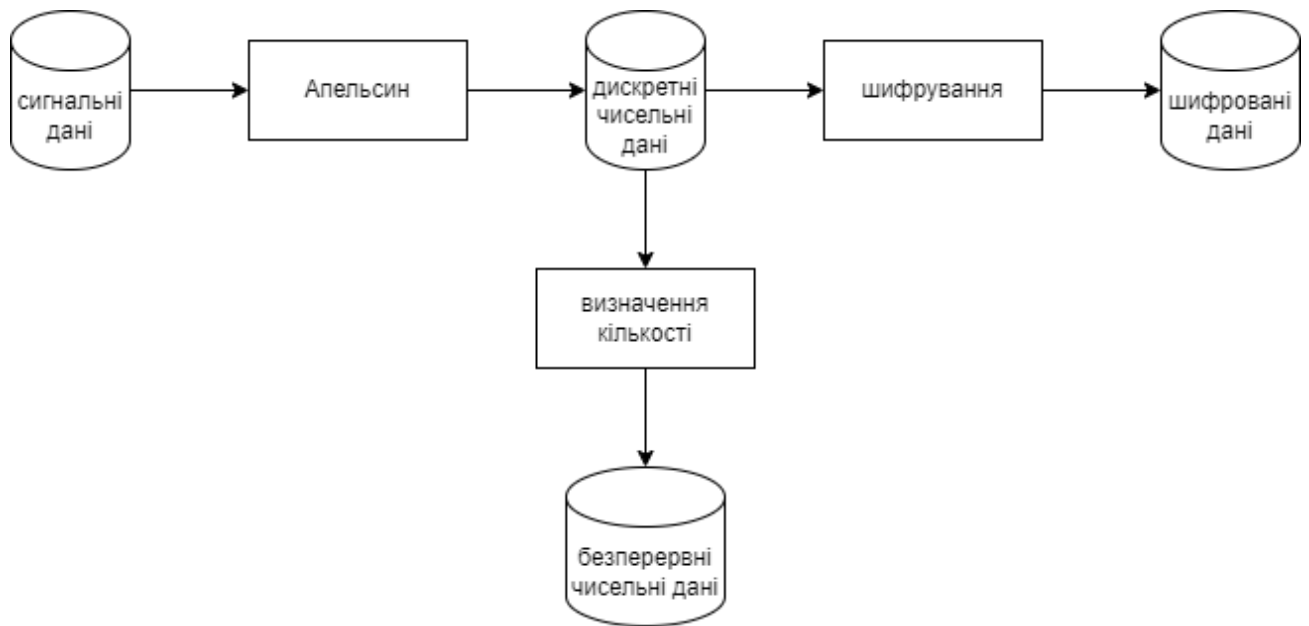 сигнальні
дані
Апельсин
дискретні
чисельні
дані
шифрування
шифровані
дані
визначення
кількості
безперервні
чисельні дані